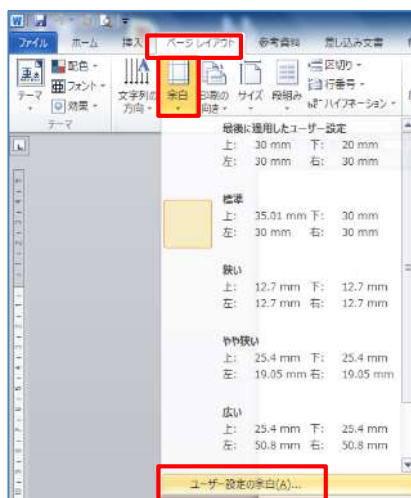 ファイル ホーム 挿入 ページ レイアウト 参考資料 差し込み文書
配色
フォント
効果
テーマ
文字列の方向
余白
印刷の向き
サイズ
段組み
区切り
行番号
ハイフネーション
テーマ
最後に適用したユーザー設定
上: 30 mm 下: 20 mm
左: 30 mm 右: 30 mm
標準
上: 35.01 mm 下: 30 mm
左: 30 mm 右: 30 mm
狭い
上: 12.7 mm 下: 12.7 mm
左: 12.7 mm 右: 12.7 mm
やや狭い
上: 25.4 mm 下: 25.4 mm
左: 19.05 mm 右: 19.05 mm
広い
上: 25.4 mm 下: 25.4 mm
左: 50.8 mm 右: 50.8 mm
ユーザー設定の余白(A)...